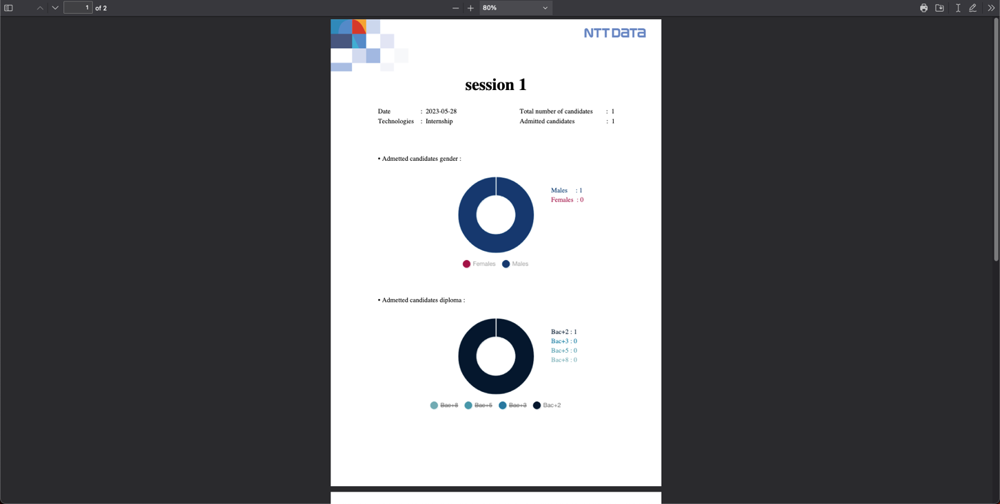 1 of 2
80%
NTT DATA
session 1
Date : 2023-05-28
Total number of candidates : 1
Technologies : Internship
Admitted candidates : 1
• Admetted candidates gender :
Males : 1
Females : 0
Females Males
• Admetted candidates diploma :
Bac+2 : 1
Bac+3 : 0
Bac+5 : 0
Bac+8 : 0
Bac+8 Bac+5 Bac+3 Bac+2